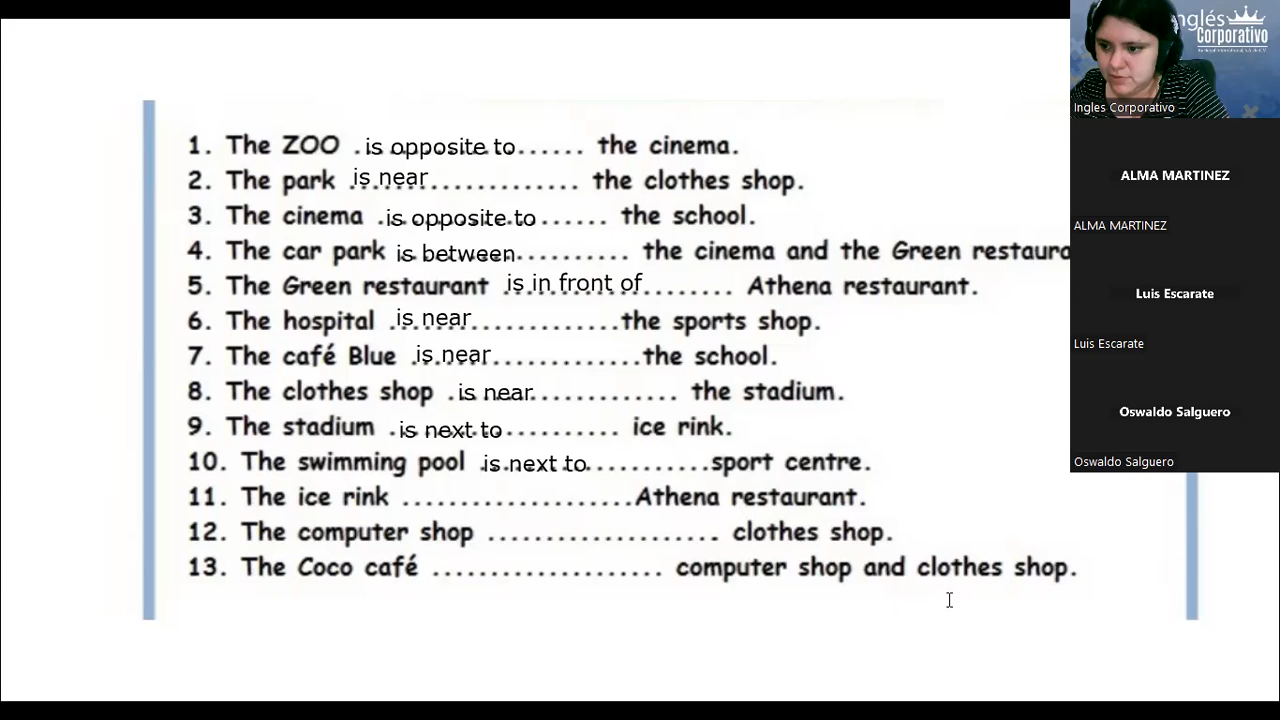 1. The ZOO is opposite to the cinema.
2. The park is near the clothes shop.
3. The cinema is opposite to the school.
4. The car park is between the cinema and the Green restaura
5. The Green restaurant is in front of Athena restaurant.
6. The hospital is near the sports shop.
7. The café Blue is near the school.
8. The clothes shop is near the stadium.
9. The stadium is next to ice rink.
10. The swimming pool is next to sport centre.
11. The ice rink ....................Athena restaurant.
12. The computer shop .................... clothes shop.
13. The Coco café .................... computer shop and clothes shop.
nglés
Corporativo
Ingles Corporativo
ALMA MARTINEZ
ALMA MARTINEZ
Luis Escarate
Luis Escarate
Oswaldo Salguero
Oswaldo Salguero